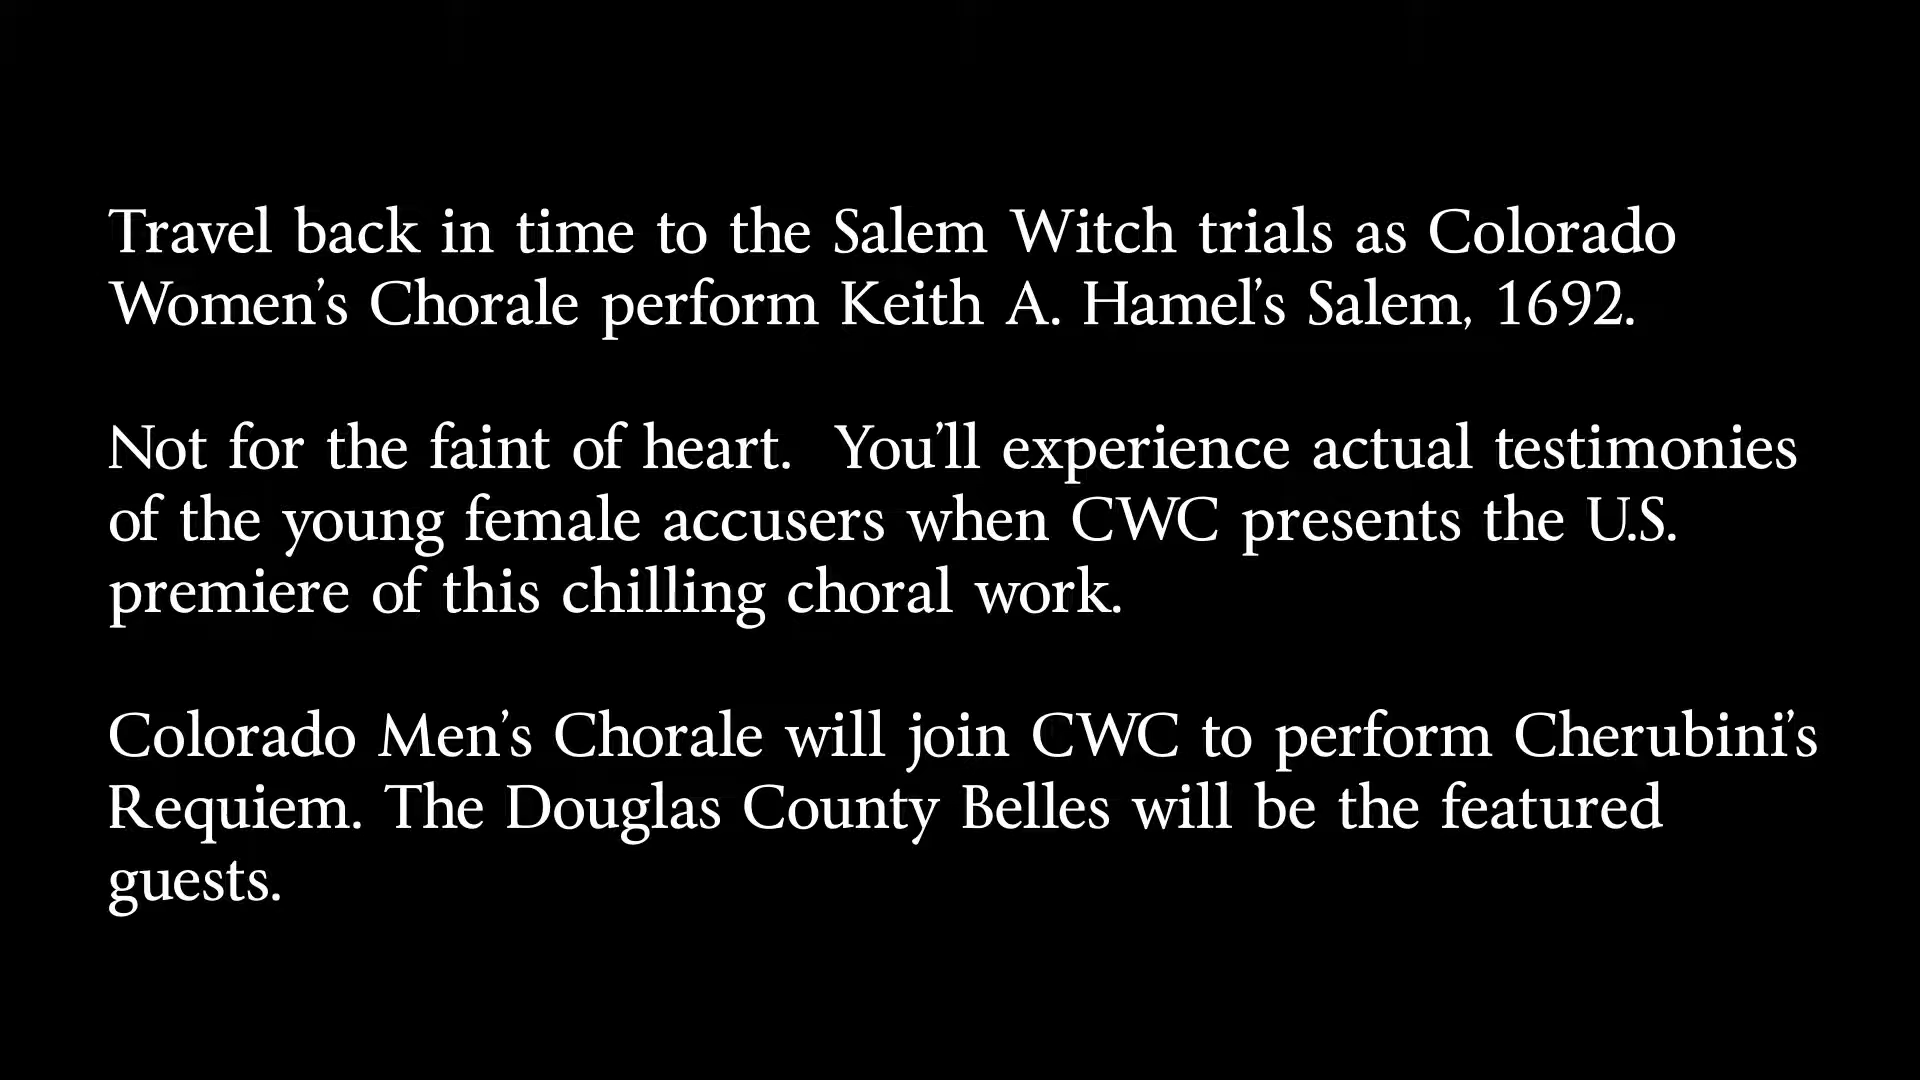 Travel back in time to the Salem Witch trials as Colorado
Women’s Chorale perform Keith A. Hamel’s Salem, 1692.
Not for the faint of heart.  You’ll experience actual testimonies
of the young female accusers when CWC presents the U.S.
premiere of this chilling choral work.
Colorado Men’s Chorale will join CWC to perform Cherubini’s
Requiem. The Douglas County Belles will be the featured
guests.